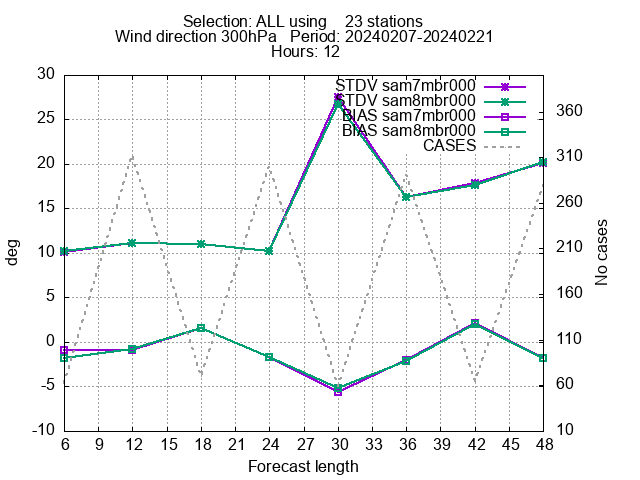 Selection: ALL using 23 stations
Wind direction 300hPa Period: 20240207-20240221
Hours: 12
STDV sam7mbr000
STDV sam8mbr000
BIAS sam7mbr000
BIAS sam8mbr000
CASES
30
25
20
15
10
5
0
-5
-10
deg
360
310
260
210
160
110
60
10
No cases
6 9 12 15 18 21 24 27 30 33 36 39 42 45 48
Forecast length